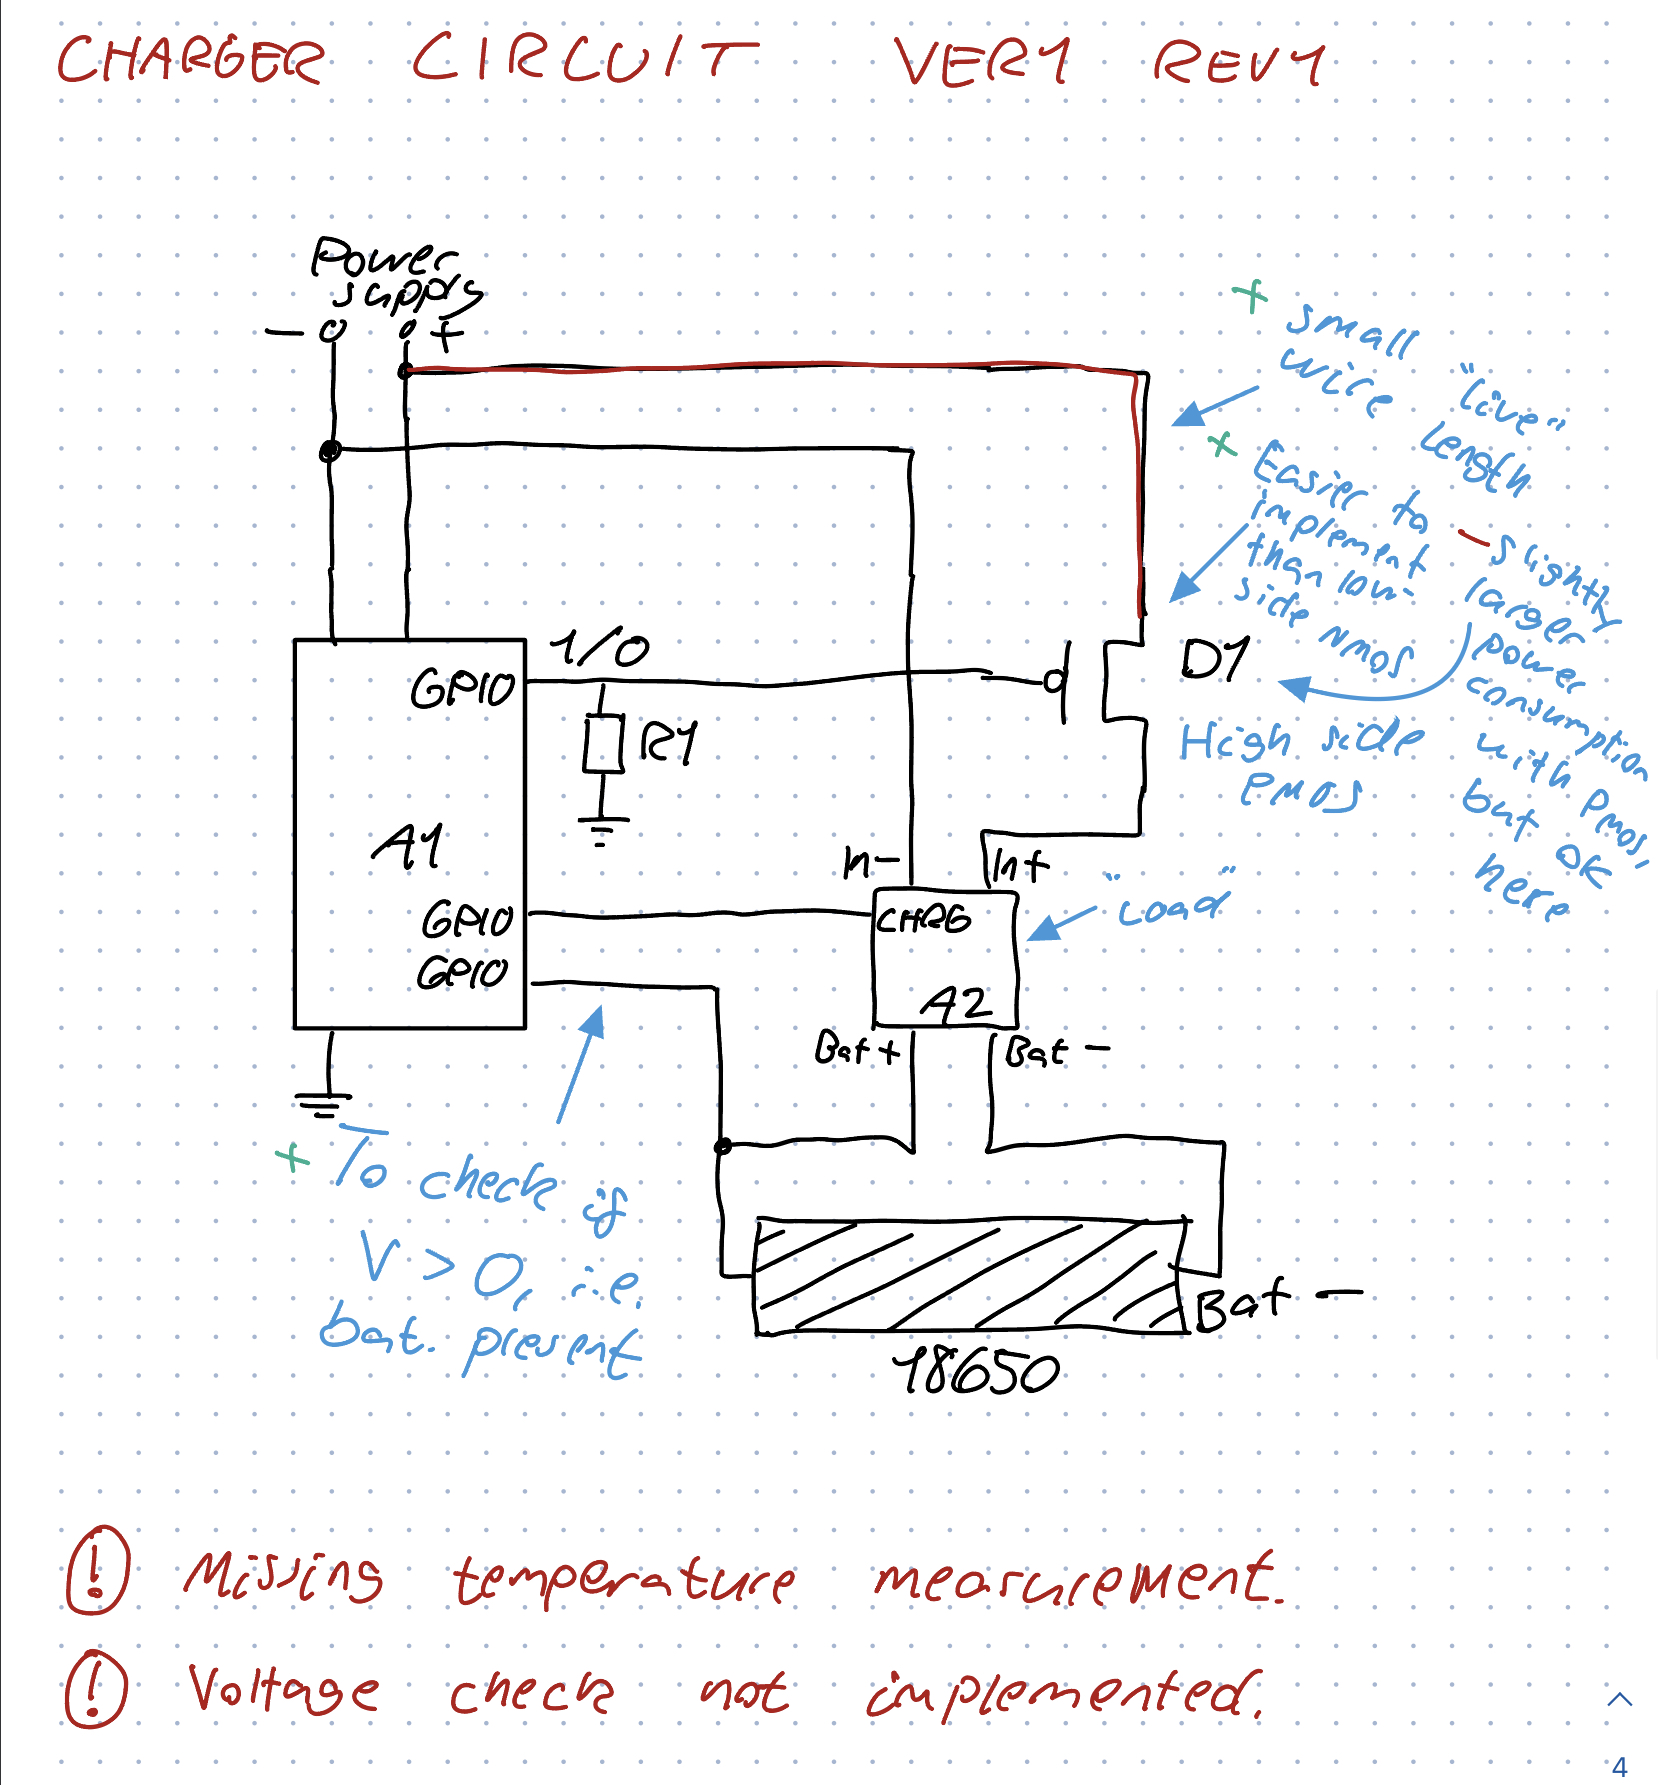 CHARGER CIRCUIT VER1 REV1
Power
supply
- +
+ small
wire "live"
length
+ Easier to
implement
than low-
side nmos
- slightly
larger
power
consumption
with pmos,
but ok
here
GPIO
1/0
R1
D1
High side
PMOS
A1
In-
In+
"Load"
GPIO
CHRG
GPIO
A2
Bat+
Bat -
+ To check if
V > 0, i.e.
bat. present
Bat -
18650
! Missing temperature measurement.
! Voltage check not implemented.
4